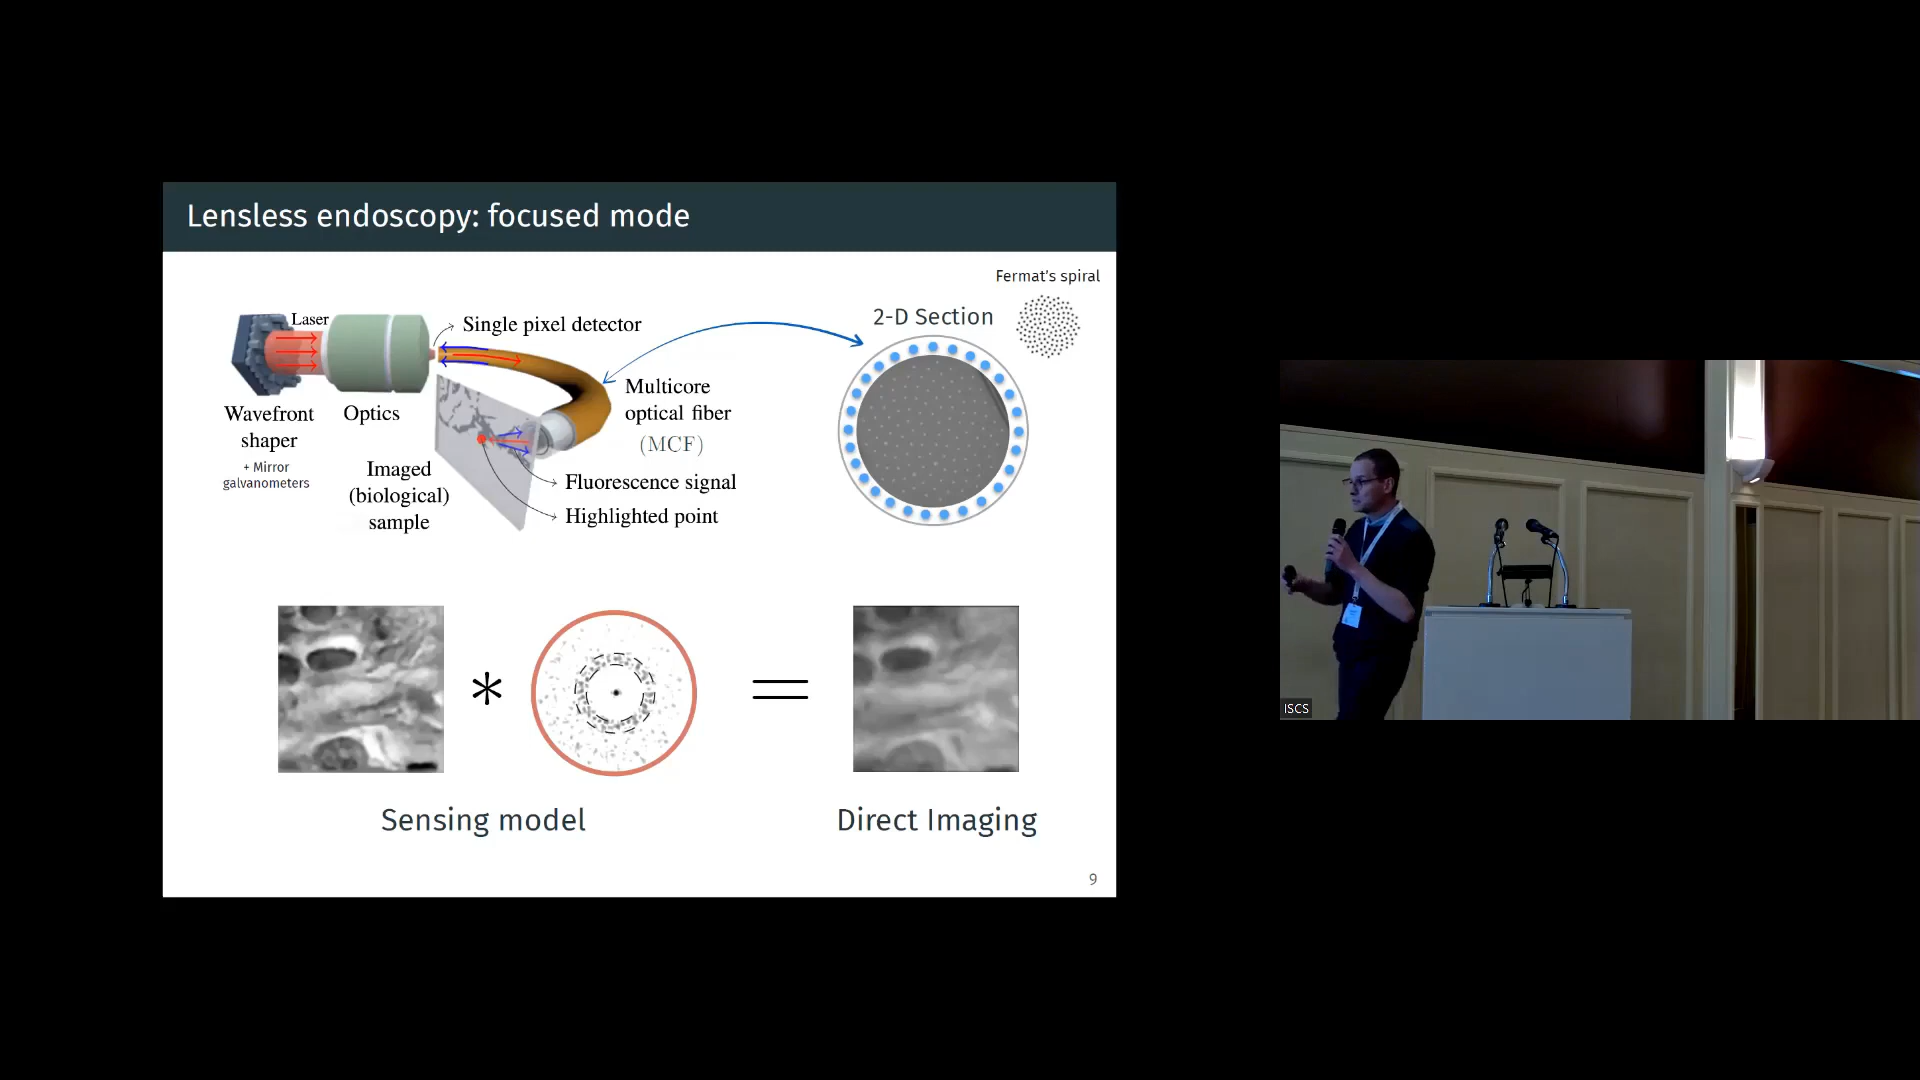 Lensless endoscopy: focused mode
Fermat's spiral
2-D Section
Laser
Single pixel detector
Multicore
optical fiber
(MCF)
Wavefront
shaper
+ Mirror
galvanometers
Optics
Imaged
(biological)
sample
Fluorescence signal
Highlighted point
*
=
Sensing model
Direct Imaging
9
ISCS